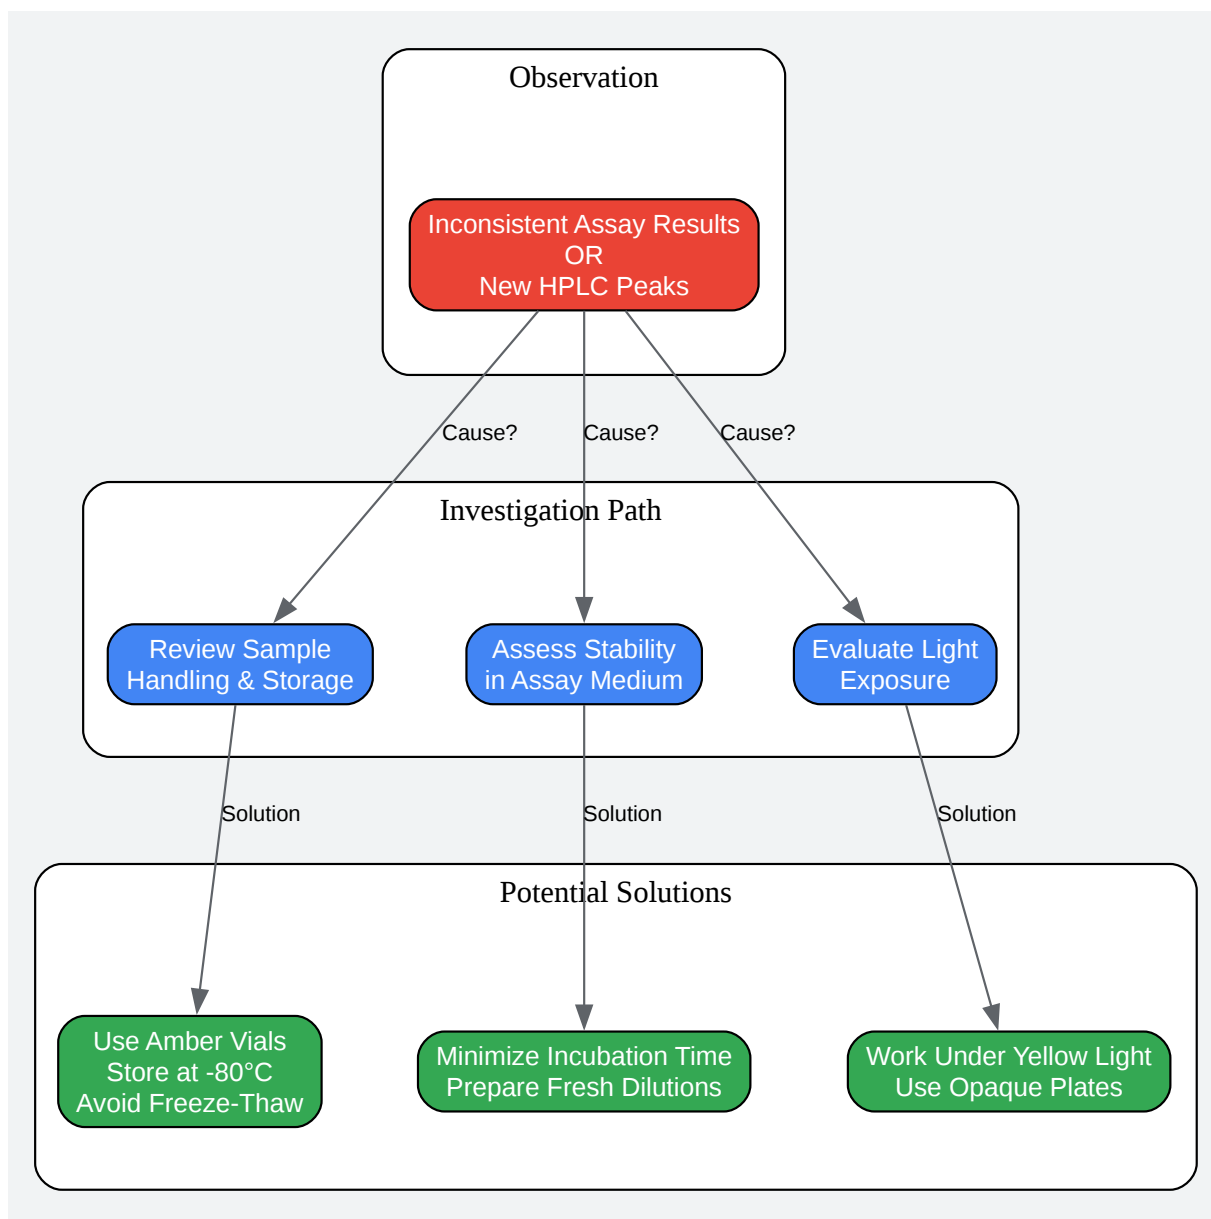 Observation
Inconsistent Assay Results
OR
New HPLC Peaks
Cause?
Cause?
Cause?
Investigation Path
Review Sample
Handling & Storage
Assess Stability
in Assay Medium
Evaluate Light
Exposure
Solution
Solution
Solution
Potential Solutions
Use Amber Vials
Store at -80°C
Avoid Freeze-Thaw
Minimize Incubation Time
Prepare Fresh Dilutions
Work Under Yellow Light
Use Opaque Plates